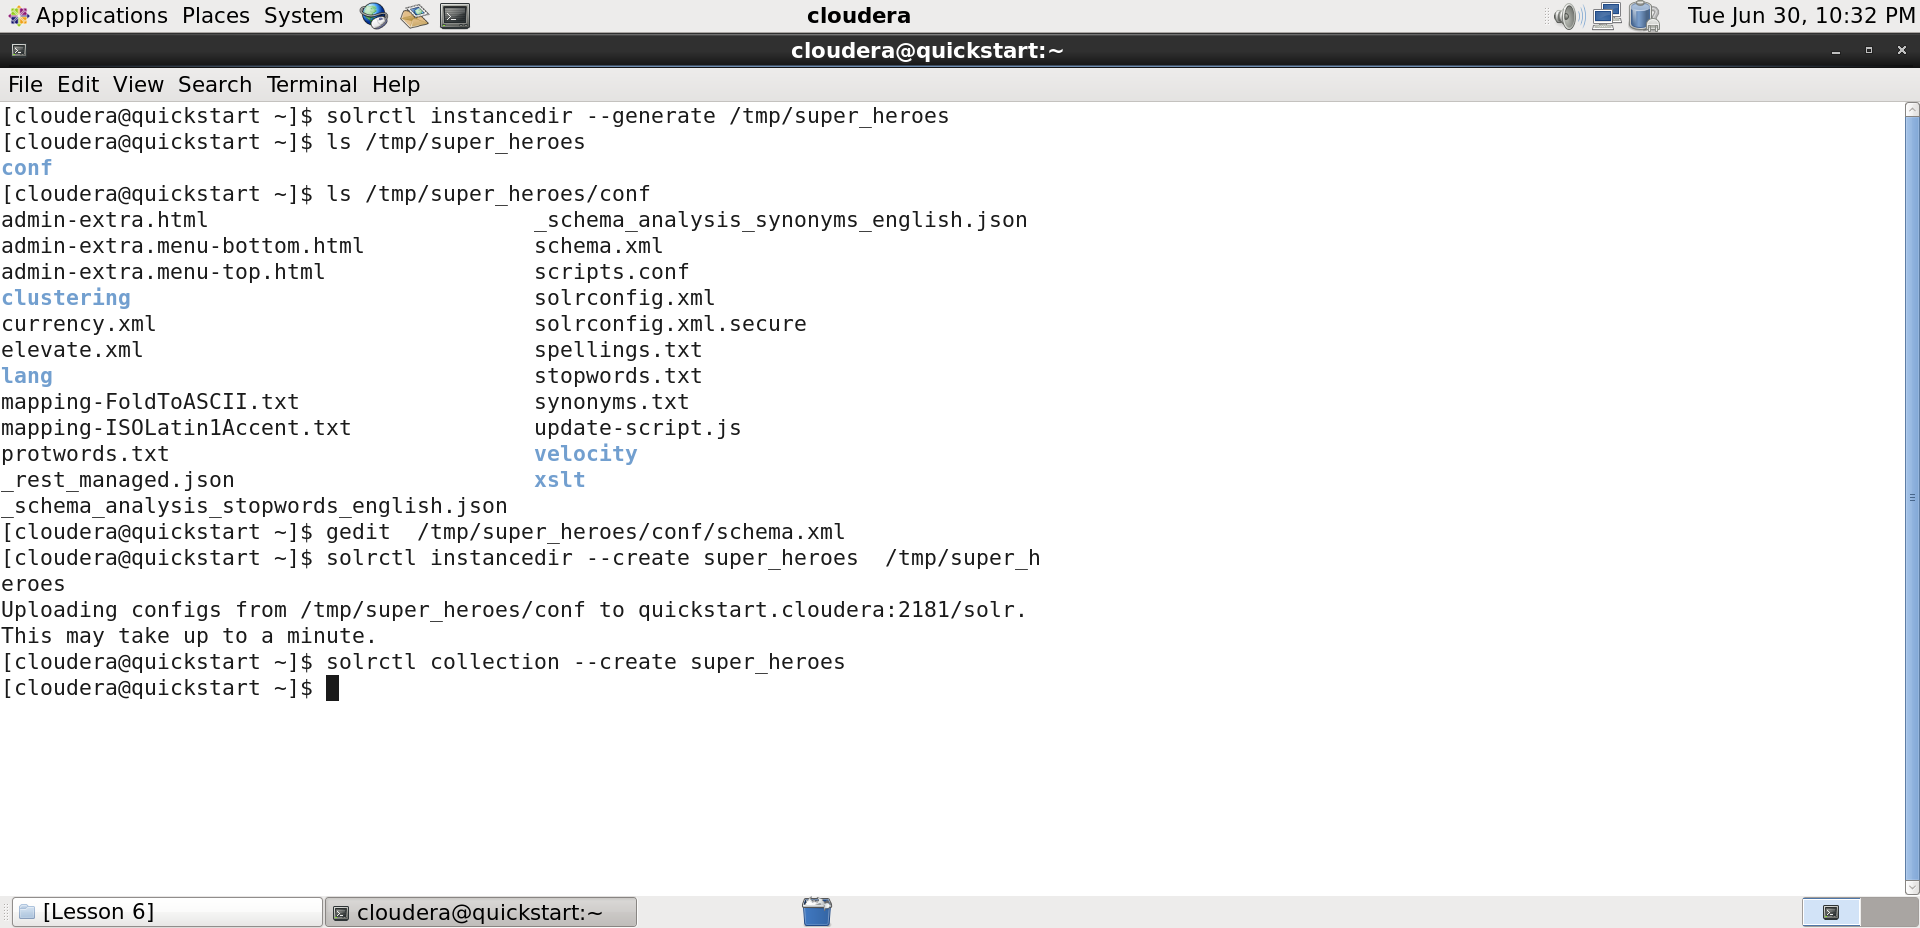 Applications Places System
cloudera
Tue Jun 30, 10:32 PM
cloudera@quickstart:~
File Edit View Search Terminal Help
[cloudera@quickstart ~]$ solrctl instancedir --generate /tmp/super_heroes
[cloudera@quickstart ~]$ ls /tmp/super_heroes
conf
[cloudera@quickstart ~]$ ls /tmp/super_heroes/conf
admin-extra.html _schema_analysis_synonyms_english.json
admin-extra.menu-bottom.html schema.xml
admin-extra.menu-top.html scripts.conf
clustering solrconfig.xml
currency.xml solrconfig.xml.secure
elevate.xml spellings.txt
lang stopwords.txt
mapping-FoldToASCII.txt synonyms.txt
mapping-ISOLatin1Accent.txt update-script.js
protwords.txt velocity
_rest_managed.json xslt
_schema_analysis_stopwords_english.json
[cloudera@quickstart ~]$ gedit  /tmp/super_heroes/conf/schema.xml
[cloudera@quickstart ~]$ solrctl instancedir --create super_heroes  /tmp/super_h
eroes
Uploading configs from /tmp/super_heroes/conf to quickstart.cloudera:2181/solr.
This may take up to a minute.
[cloudera@quickstart ~]$ solrctl collection --create super_heroes
[cloudera@quickstart ~]$
[Lesson 6]
cloudera@quickstart:~